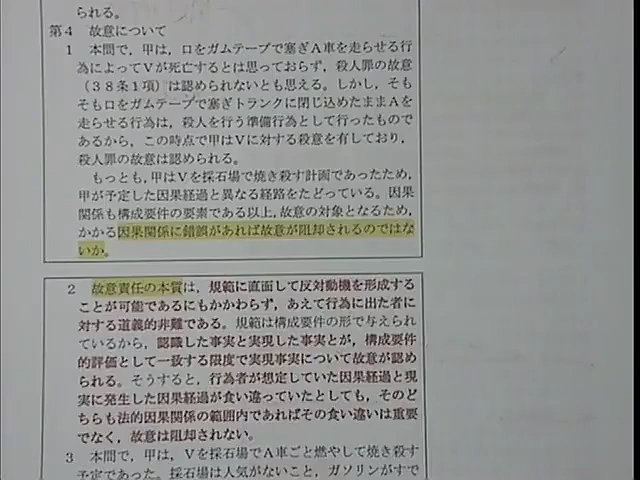 られる。
第4 故意について
1 本問で，甲は，口をガムテープで塞ぎA車を走らせる行
為によってVが死亡するとは思っておらず，殺人罪の故意
（38条1項）は認められないとも思える。しかし，そも
そも口をガムテープで塞ぎトランクに閉じ込めたままAを
走らせる行為は，殺人を行う準備行為として行ったもので
あるから，この時点で甲はVに対する殺意を有しており，
殺人罪の故意は認められる。
もっとも，甲はVを採石場で焼き殺す計画であったため，
甲が予定した因果経過と異なる経路をたどっている。因果
関係も構成要件の要素である以上，故意の対象となるため，
かかる因果関係に錯誤があれば故意が阻却されるのではな
いか。
2 故意責任の本質は，規範に直面して反対動機を形成する
ことが可能であるにもかかわらず，あえて行為に出た者に
対する道義的非難である。規範は構成要件の形で与えられ
ているから，認識した事実と実現した事実とが，構成要件
的評価として一致する限度で実現事実について故意が認め
られる。そうすると，行為者が想定していた因果経過と現
実に発生した因果経過が食い違っていたとしても，そのど
ちらも法的因果関係の範囲内であればその食い違いは重要
でなく，故意は阻却されない。
3 本問で，甲は，Vを採石場でA車ごと燃やして焼き殺す
予定であった。採石場は人気がないこと，ガソリンがすで